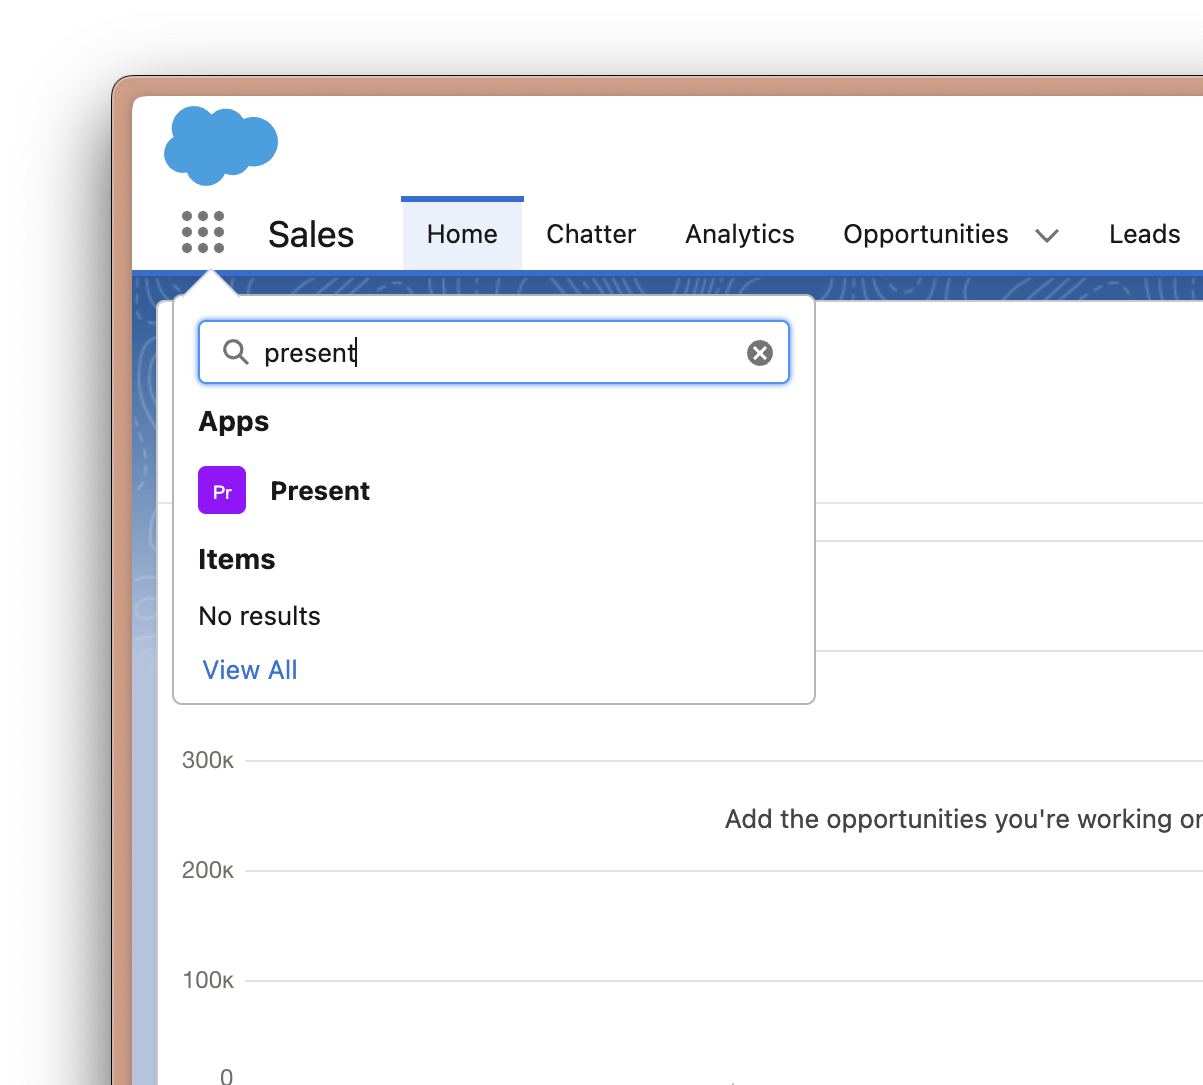 Sales Home Chatter Analytics Opportunities Leads
present
Apps
Pr Present
Items
No results
View All
300K
Add the opportunities you're working
200K
100K
0